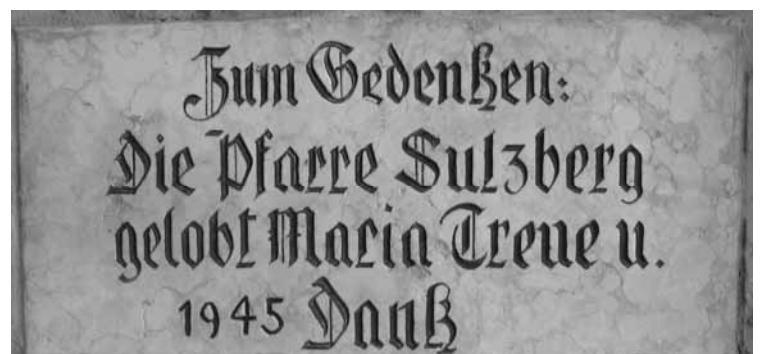 Zum Gedenken:
Die Pfarre Sulzberg
gelobt Maria Treue u.
1945 Dank